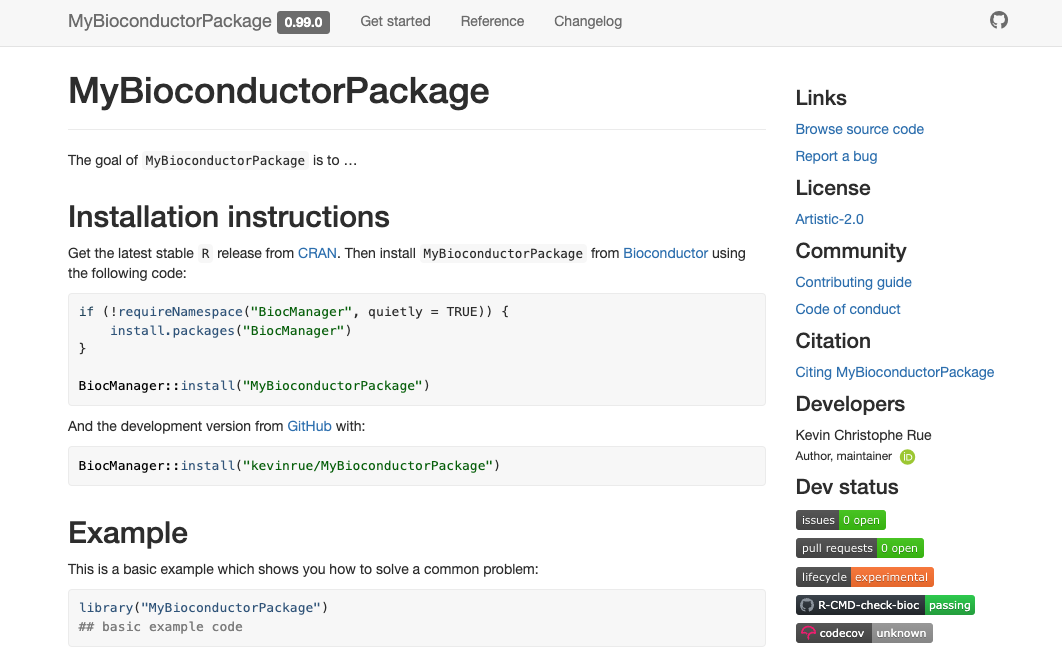 MyBioconductorPackage 0.99.0 Get started Reference Changelog
MyBioconductorPackage
The goal of MyBioconductorPackage is to …
Installation instructions
Get the latest stable R release from CRAN. Then install MyBioconductorPackage from Bioconductor using
the following code:
if (!requireNamespace("BiocManager", quietly = TRUE)) {
    install.packages("BiocManager")
}
BiocManager::install("MyBioconductorPackage")
And the development version from GitHub with:
BiocManager::install("kevinrue/MyBioconductorPackage")
Example
This is a basic example which shows you how to solve a common problem:
library("MyBioconductorPackage")
## basic example code
Links
Browse source code
Report a bug
License
Artistic-2.0
Community
Contributing guide
Code of conduct
Citation
Citing MyBioconductorPackage
Developers
Kevin Christophe Rue
Author, maintainer iD
Dev status
issues 0 open
pull requests 0 open
lifecycle experimental
R-CMD-check-bioc passing
codecov unknown